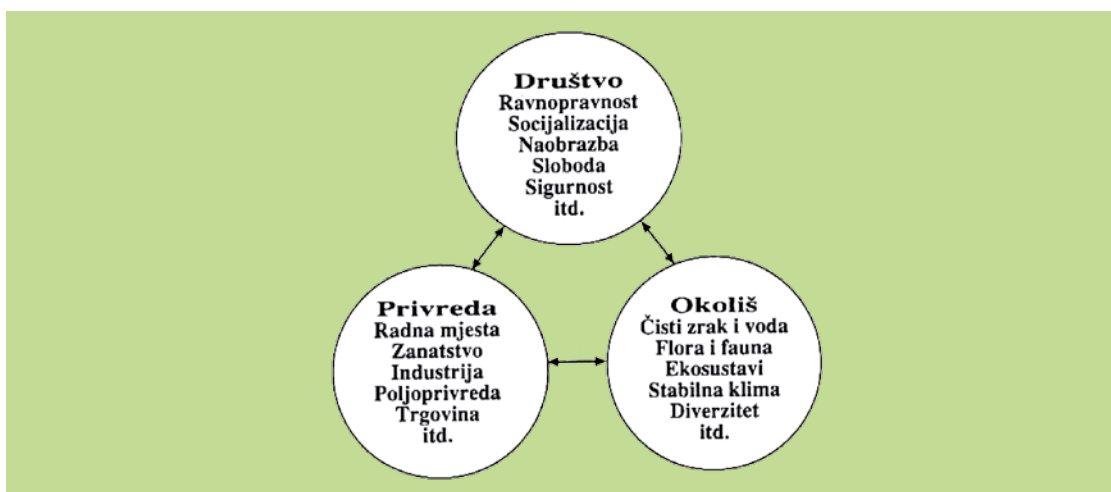 Društvo
Ravnopravnost
Socijalizacija
Naobrazba
Sloboda
Sigurnost
itd.
Privreda
Radna mjesta
Zanatstvo
Industrija
Poljoprivreda
Trgovina
itd.
Okoliš
Čisti zrak i voda
Flora i fauna
Ekosustavi
Stabilna klima
Diverzitet
itd.